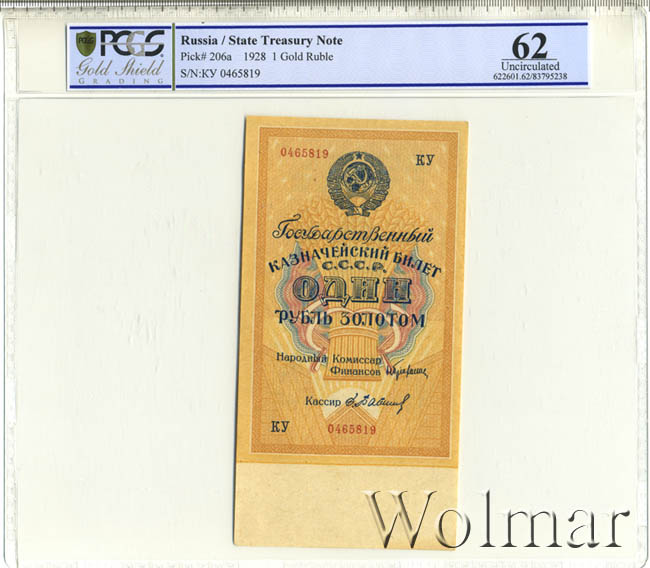 PCGS
Gold Shield
GRADING
Russia / State Treasury Note
Pick# 206a 1928 1 Gold Ruble
S/N:КУ 0465819
62
Uncirculated
622601.62/83795238
0465819
КУ
Государственный
КАЗНАЧЕЙСКИЙ БИЛЕТ
С.С.С.Р.
ОДИН
РУБЛЬ ЗОЛОТОМ
Народный Комиссар
Финансов
Кассир
КУ 0465819
Wolmar